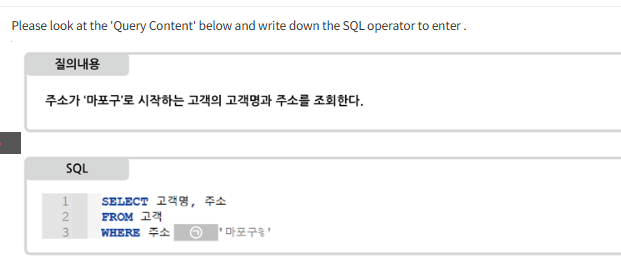 Please look at the 'Query Content' below and write down the SQL operator to enter .
질의내용
주소가 '마포구'로 시작하는 고객의 고객명과 주소를 조회한다.
SQL
1 SELECT 고객명, 주소
2 FROM 고객
3 WHERE 주소 ㉠ '마포구%'